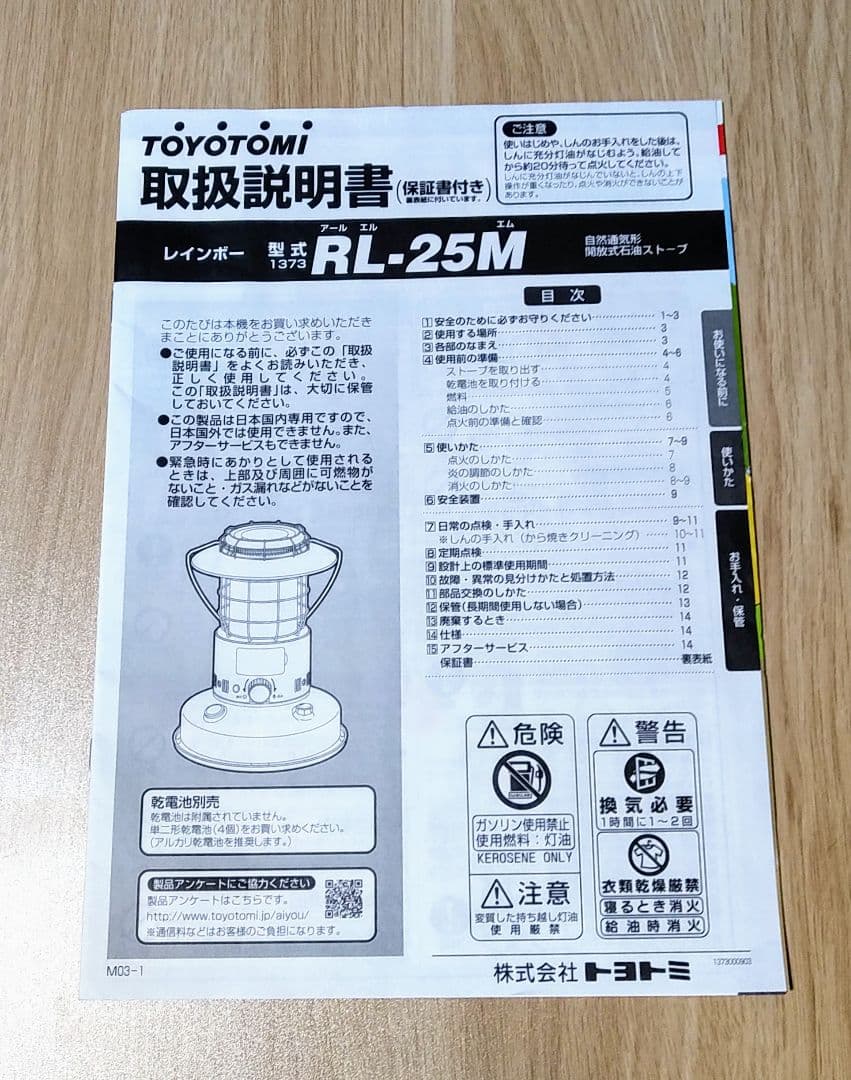 TOYOTOMI
取扱説明書(保証書付き
裏表紙に付いています。)
ご注意
使いはじめや、しんのお手入れをした後は、
しんに充分灯油がなじむよう、給油して
から約20分待って点火してください。
しんに充分灯油がなじんでいないと、しんの上下
操作が重くなったり、点火や消火ができないことが
あります。
アール エル エム
レインボー 型式 RL-25M
1373
自然通気形
開放式石油ストーブ
このたびは本機をお買い求めいただき
まことにありがとうございます。
●ご使用になる前に、必ずこの「取扱
説明書」をよくお読みいただき、
正しく使用してください。
この「取扱説明書」は、大切に保管
しておいてください。
●この製品は日本国内専用ですので、
日本国外では使用できません。また、
アフターサービスもできません。
●緊急時にあかりとして使用される
ときは、上部及び周囲に可燃物が
ないこと・ガス漏れなどがないことを
確認してください。
乾電池別売
乾電池は附属されていません。
単二形乾電池(4個)をお買い求めください。
(アルカリ乾電池を推奨します。)
製品アンケートにご協力ください
製品アンケートはこちらです。
http://www.toyotomi.jp/aiyou/
※通信料などはお客様のご負担になります。
M03-1
目次
1 安全のために必ずお守りください 1~3
2 使用する場所 3
3 各部のなまえ 3
4 使用前の準備 4~6
ストーブを取り出す 4
乾電池を取り付ける 4
燃料 5
給油のしかた 6
点火前の準備と確認 6
5 使いかた 7~9
点火のしかた 7
炎の調節のしかた 8
消火のしかた 8~9
6 安全装置 9
7 日常の点検・手入れ 9~11
※しんの手入れ(から焼きクリーニング) 10~11
8 定期点検 11
9 設計上の標準使用期間 11
10 故障・異常の見分けかたと処置方法 12
11 部品交換のしかた 12
12 保管(長期間使用しない場合) 13
13 廃棄するとき 14
14 仕様 14
15 アフターサービス 14
保証書 裏表紙
お使いになる前に
使いかた
お手入れ・保管
危険
ガソリン使用禁止
使用燃料:灯油
KEROSENE ONLY
注意
変質した持ち越し灯油
使用厳禁
警告
換気必要
1時間に1~2回
衣類乾燥厳禁
寝るとき消火
給油時消火
株式会社トヨトミ
1373000903